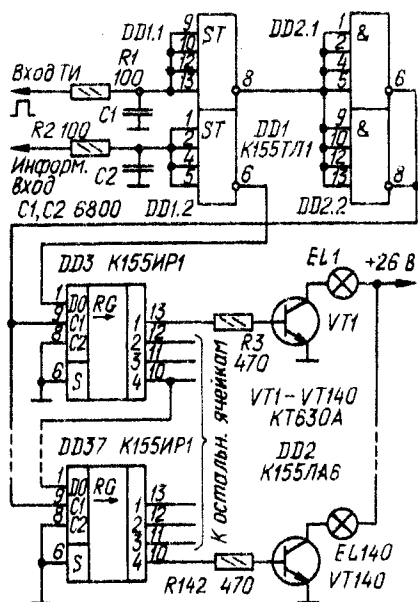 DD1.1
DD2.1
9
10
12
13
ST
8
1
2
4
5
&
6
R1
100
Вход ТИ
C1
R2 100
Информ.
вход
C2
1
2
4
5
ST
6
DD1
К155ТЛ1
9
10
12
13
&
8
C1, C2 6800
DD1.2
DD2.2
DD3 К155ИР1
1
9
8
6
D0
C1
C2
S
RG
1
2
3
4
13
12
11
10
R3
470
EL1
+26 В
VT1
VT1-VT140
КТ630А
DD2
К155ЛА6
К остальн. ячейкам
DD37 К155ИР1
1
9
8
6
D0
C1
C2
S
RG
1
2
3
4
13
12
11
10
R142 470
EL140
VT140